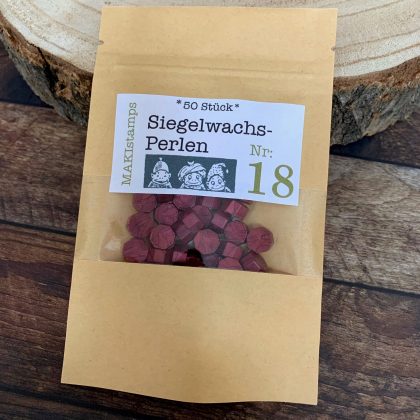 *50 Stück*
MAKIstamps
Siegelwachs-
Perlen
Nr:
18